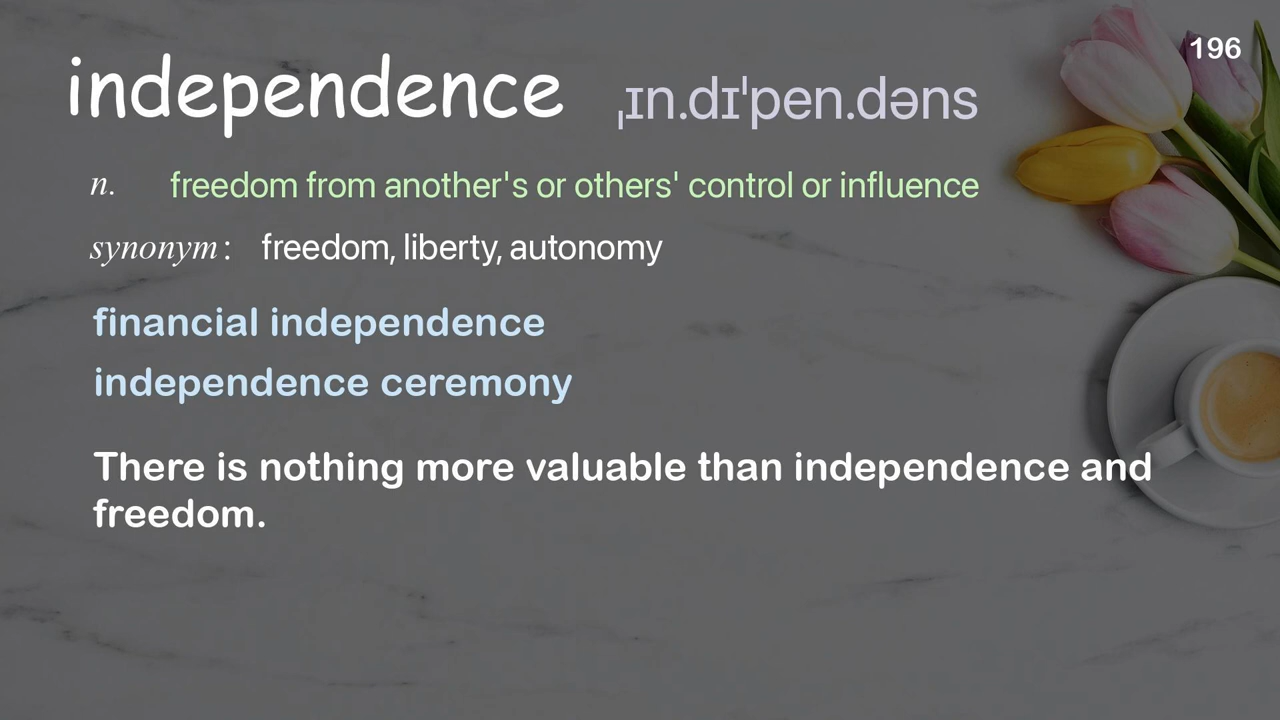 196
independence ˌɪn.dɪˈpen.dəns
n. freedom from another's or others' control or influence
synonym : freedom, liberty, autonomy
financial independence
independence ceremony
There is nothing more valuable than independence and
freedom.